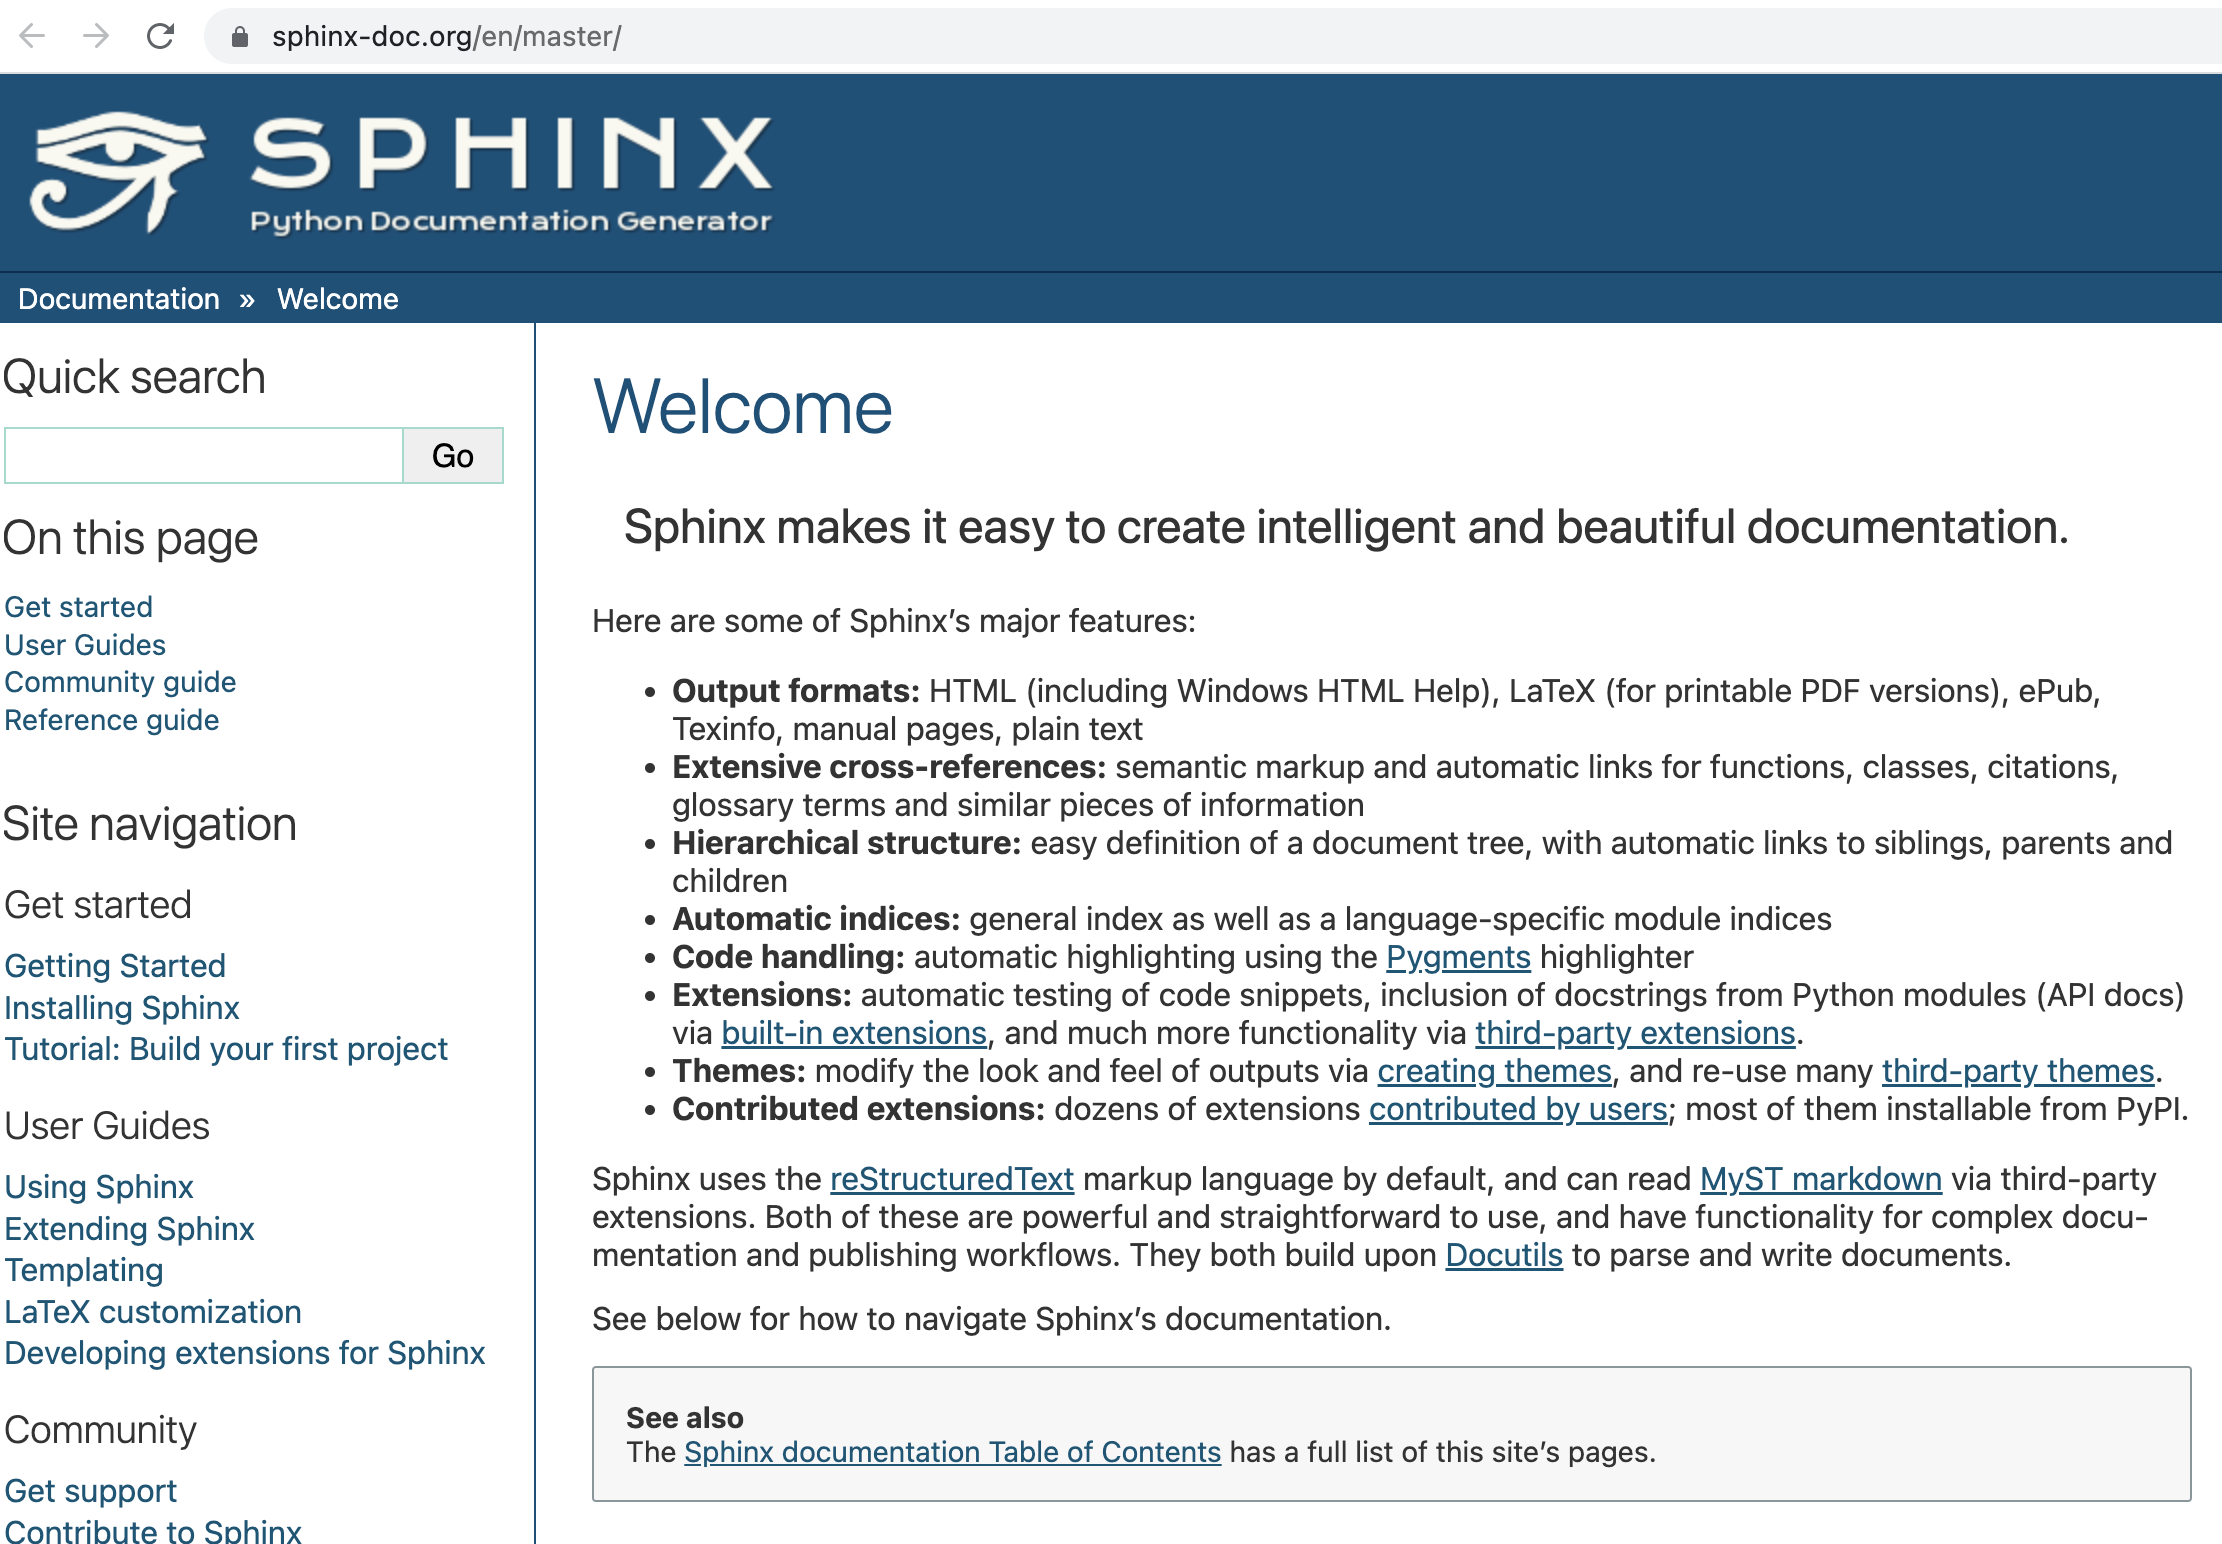 sphinx-doc.org/en/master/
SPHINX
Python Documentation Generator
Documentation » Welcome
Quick search
Go
On this page
Get started
User Guides
Community guide
Reference guide
Site navigation
Get started
Getting Started
Installing Sphinx
Tutorial: Build your first project
User Guides
Using Sphinx
Extending Sphinx
Templating
LaTeX customization
Developing extensions for Sphinx
Community
Get support
Contribute to Sphinx
Welcome
Sphinx makes it easy to create intelligent and beautiful documentation.
Here are some of Sphinx’s major features:
• Output formats: HTML (including Windows HTML Help), LaTeX (for printable PDF versions), ePub,
Texinfo, manual pages, plain text
• Extensive cross-references: semantic markup and automatic links for functions, classes, citations,
glossary terms and similar pieces of information
• Hierarchical structure: easy definition of a document tree, with automatic links to siblings, parents and
children
• Automatic indices: general index as well as a language-specific module indices
• Code handling: automatic highlighting using the Pygments highlighter
• Extensions: automatic testing of code snippets, inclusion of docstrings from Python modules (API docs)
via built-in extensions, and much more functionality via third-party extensions.
• Themes: modify the look and feel of outputs via creating themes, and re-use many third-party themes.
• Contributed extensions: dozens of extensions contributed by users; most of them installable from PyPI.
Sphinx uses the reStructuredText markup language by default, and can read MyST markdown via third-party
extensions. Both of these are powerful and straightforward to use, and have functionality for complex docu-
mentation and publishing workflows. They both build upon Docutils to parse and write documents.
See below for how to navigate Sphinx’s documentation.
See also
The Sphinx documentation Table of Contents has a full list of this site’s pages.